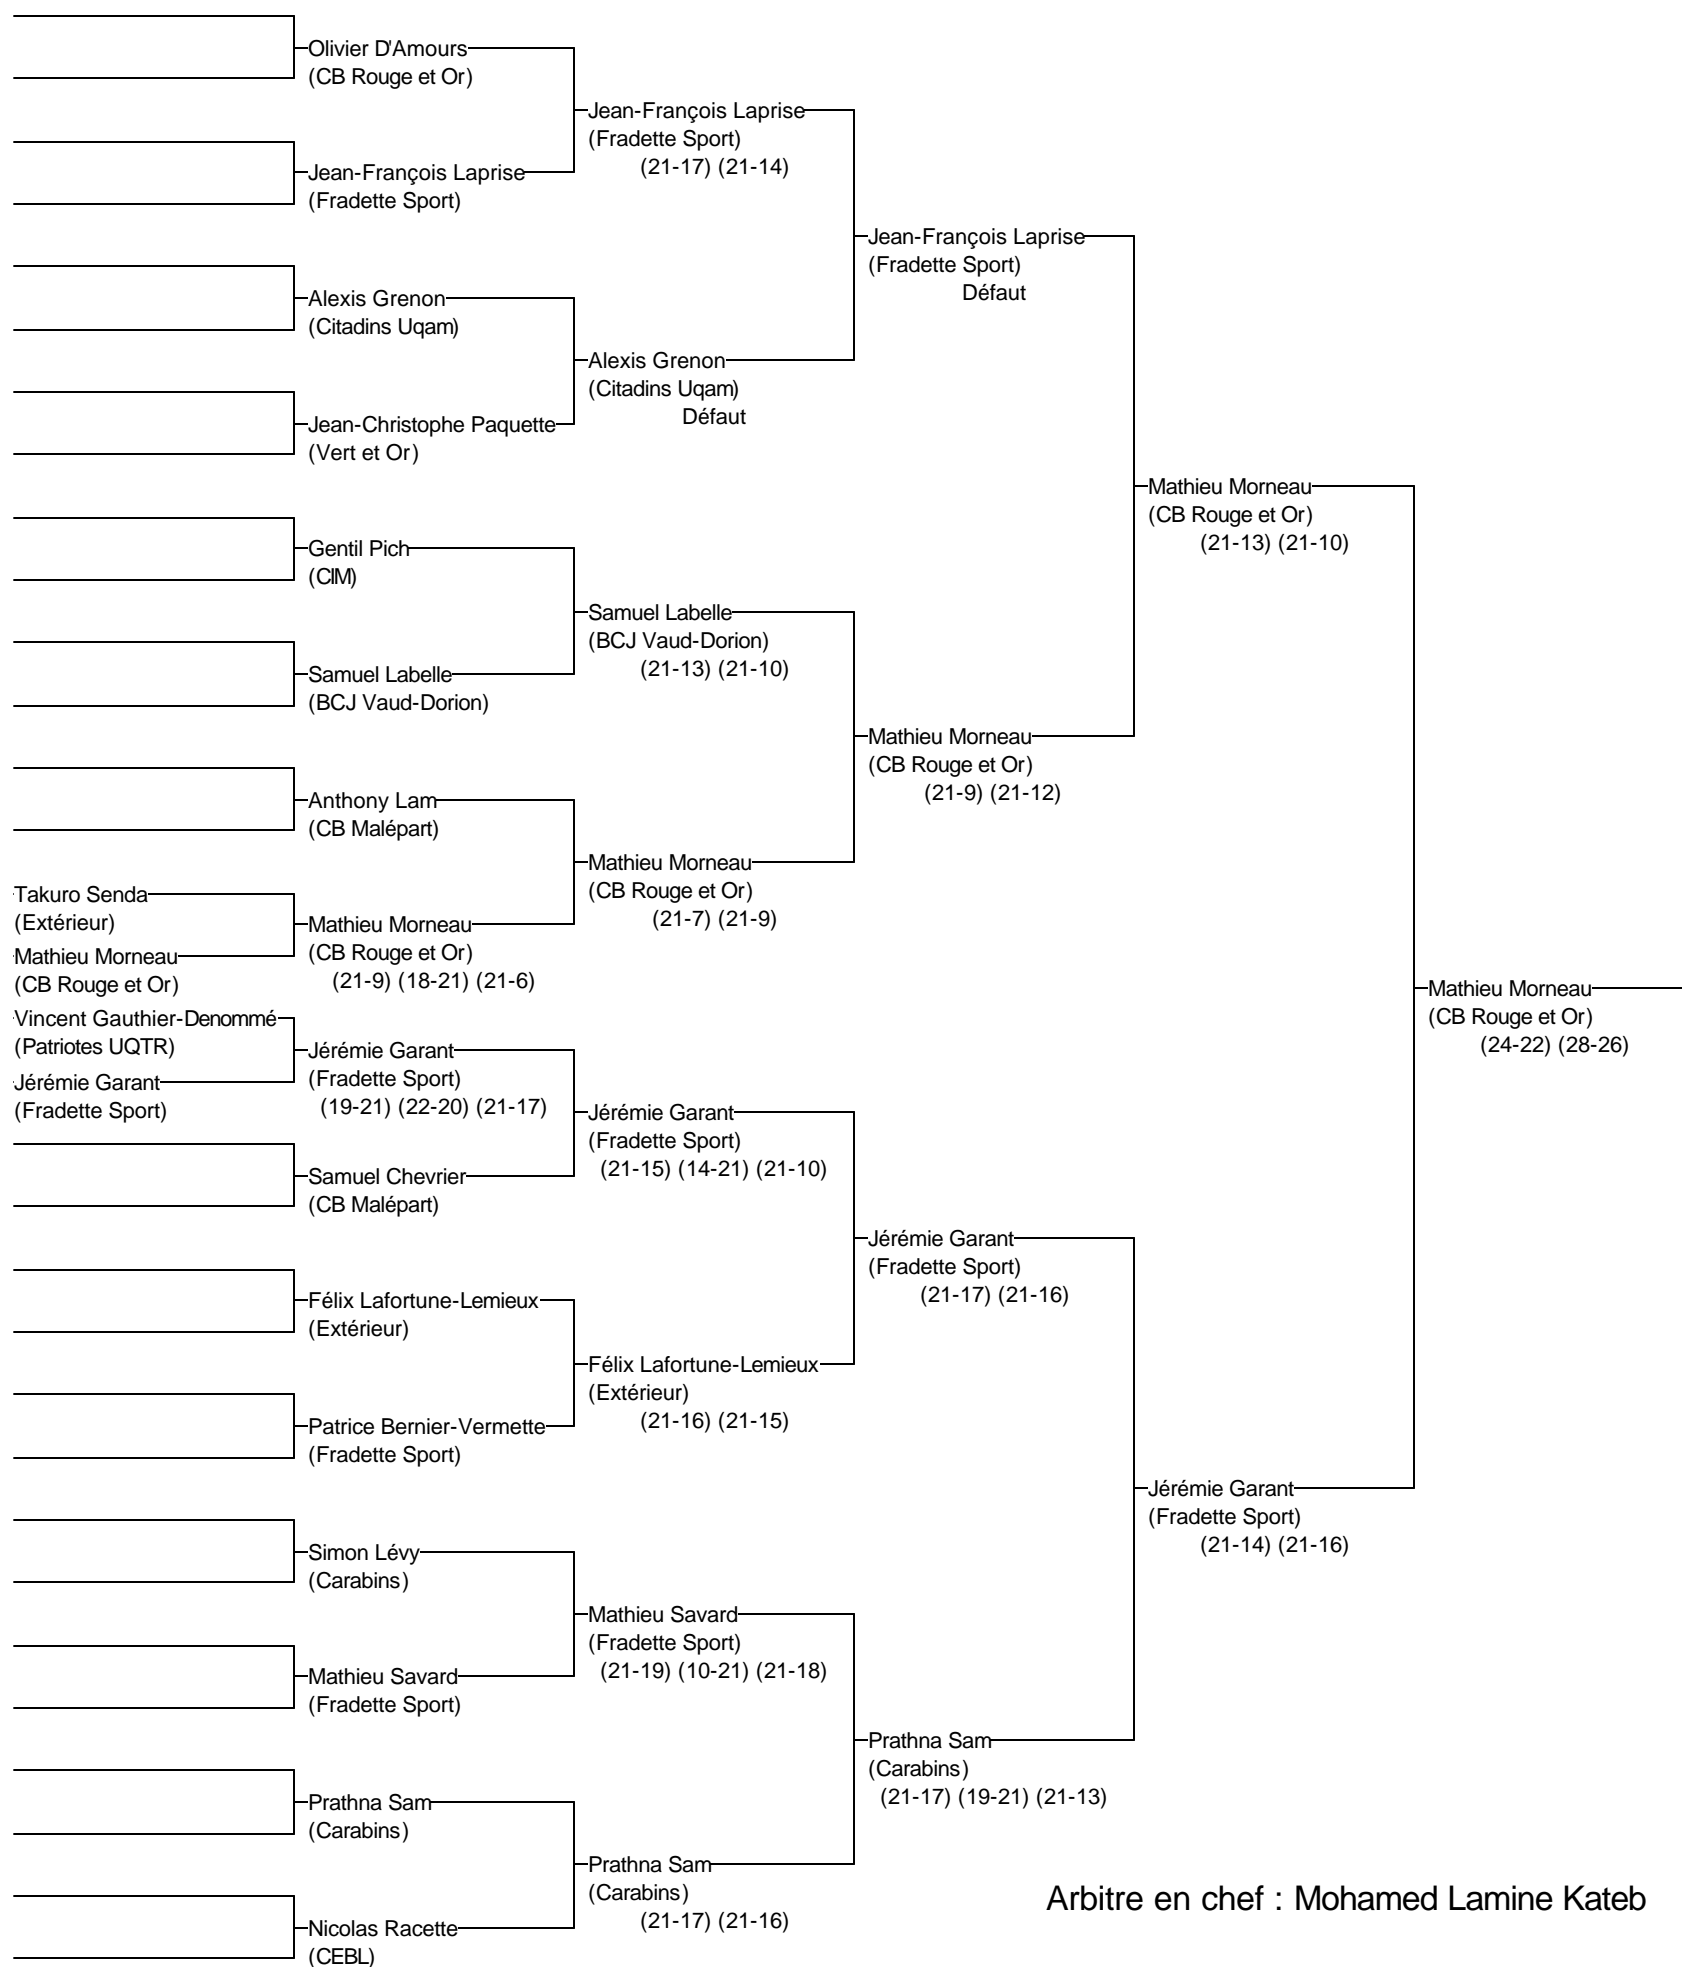 Takuro Senda
(Extérieur)
Mathieu Morneau
(CB Rouge et Or)
Vincent Gauthier-Denommé
(Patriotes UQTR)
Jérémie Garant
(Fradette Sport)
Olivier D'Amours
(CB Rouge et Or)
Jean-François Laprise
(Fradette Sport)
Alexis Grenon
(Citadins Uqam)
Jean-Christophe Paquette
(Vert et Or)
Gentil Pich
(CIM)
Samuel Labelle
(BCJ Vaud-Dorion)
Anthony Lam
(CB Malépart)
Mathieu Morneau
(CB Rouge et Or)
(21-9) (18-21) (21-6)
Jérémie Garant
(Fradette Sport)
(19-21) (22-20) (21-17)
Samuel Chevrier
(CB Malépart)
Félix Lafortune-Lemieux
(Extérieur)
Patrice Bernier-Vermette
(Fradette Sport)
Simon Lévy
(Carabins)
Mathieu Savard
(Fradette Sport)
Prathna Sam
(Carabins)
Nicolas Racette
(CEBL)
Jean-François Laprise
(Fradette Sport)
(21-17) (21-14)
Alexis Grenon
(Citadins Uqam)
Défaut
Samuel Labelle
(BCJ Vaud-Dorion)
(21-13) (21-10)
Mathieu Morneau
(CB Rouge et Or)
(21-7) (21-9)
Jérémie Garant
(Fradette Sport)
(21-15) (14-21) (21-10)
Félix Lafortune-Lemieux
(Extérieur)
(21-16) (21-15)
Mathieu Savard
(Fradette Sport)
(21-19) (10-21) (21-18)
Prathna Sam
(Carabins)
(21-17) (21-16)
Jean-François Laprise
(Fradette Sport)
Défaut
Mathieu Morneau
(CB Rouge et Or)
(21-9) (21-12)
Jérémie Garant
(Fradette Sport)
(21-17) (21-16)
Prathna Sam
(Carabins)
(21-17) (19-21) (21-13)
Mathieu Morneau
(CB Rouge et Or)
(21-13) (21-10)
Jérémie Garant
(Fradette Sport)
(21-14) (21-16)
Mathieu Morneau
(CB Rouge et Or)
(24-22) (28-26)
Arbitre en chef : Mohamed Lamine Kateb